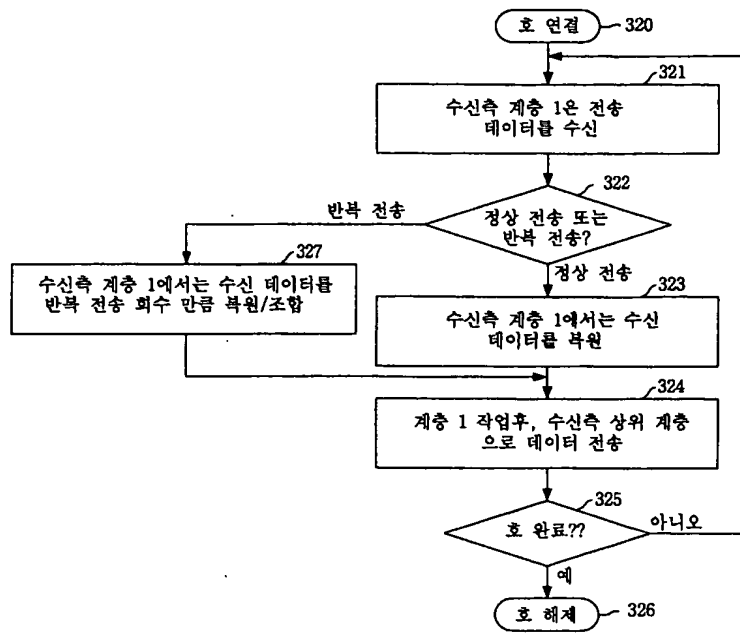 호 연결
320
321
수신측 계층 1은 전송
데이터를 수신
322
반복 전송
정상 전송 또는
반복 전송?
327
정상 전송
수신측 계층 1에서는 수신 데이터를
반복 전송 회수 만큼 복원/조합
323
수신측 계층 1에서는 수신
데이터를 복원
324
계층 1 작업후, 수신측 상위 계층
으로 데이터 전송
325
호 완료??
아니오
예
호 해제
326